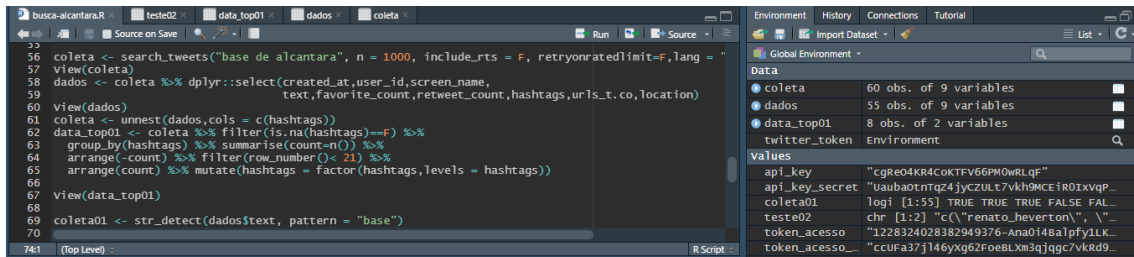 busca-alcantara.R
teste02
data_top01
dados
coleta
Source on Save
Run
Source
55
56 coleta <- search_tweets("base de alcantara", n = 1000, include_rts = F, retryonratedlimit=F,lang = "
57 View(coleta)
58 dados <- coleta %>% dplyr::select(created_at,user_id,screen_name,
59 text,favorite_count,retweet_count,hashtags,urls_t.co,location)
60 View(dados)
61 coleta <- unnest(dados,cols = c(hashtags))
62 data_top01 <- coleta %>% filter(is.na(hashtags)==F) %>%
63 group_by(hashtags) %>% summarise(count=n()) %>%
64 arrange(-count) %>% filter(row_number()< 21) %>%
65 arrange(count) %>% mutate(hashtags = factor(hashtags,levels = hashtags))
66
67 View(data_top01)
68
69 coleta01 <- str_detect(dados$text, pattern = "base")
70
74:1 (Top Level) R Script
Environment History Connections Tutorial
Import Dataset List
Global Environment
Data
coleta 60 obs. of 9 variables
dados 55 obs. of 9 variables
data_top01 8 obs. of 2 variables
twitter_token Environment
Values
api_key
api_key_secret
coleta01 logi [1:55] TRUE TRUE TRUE FALSE FAL...
teste02 chr [1:2] "c(\"renato_heverton\", \"...
token_acesso
token_acesso_...